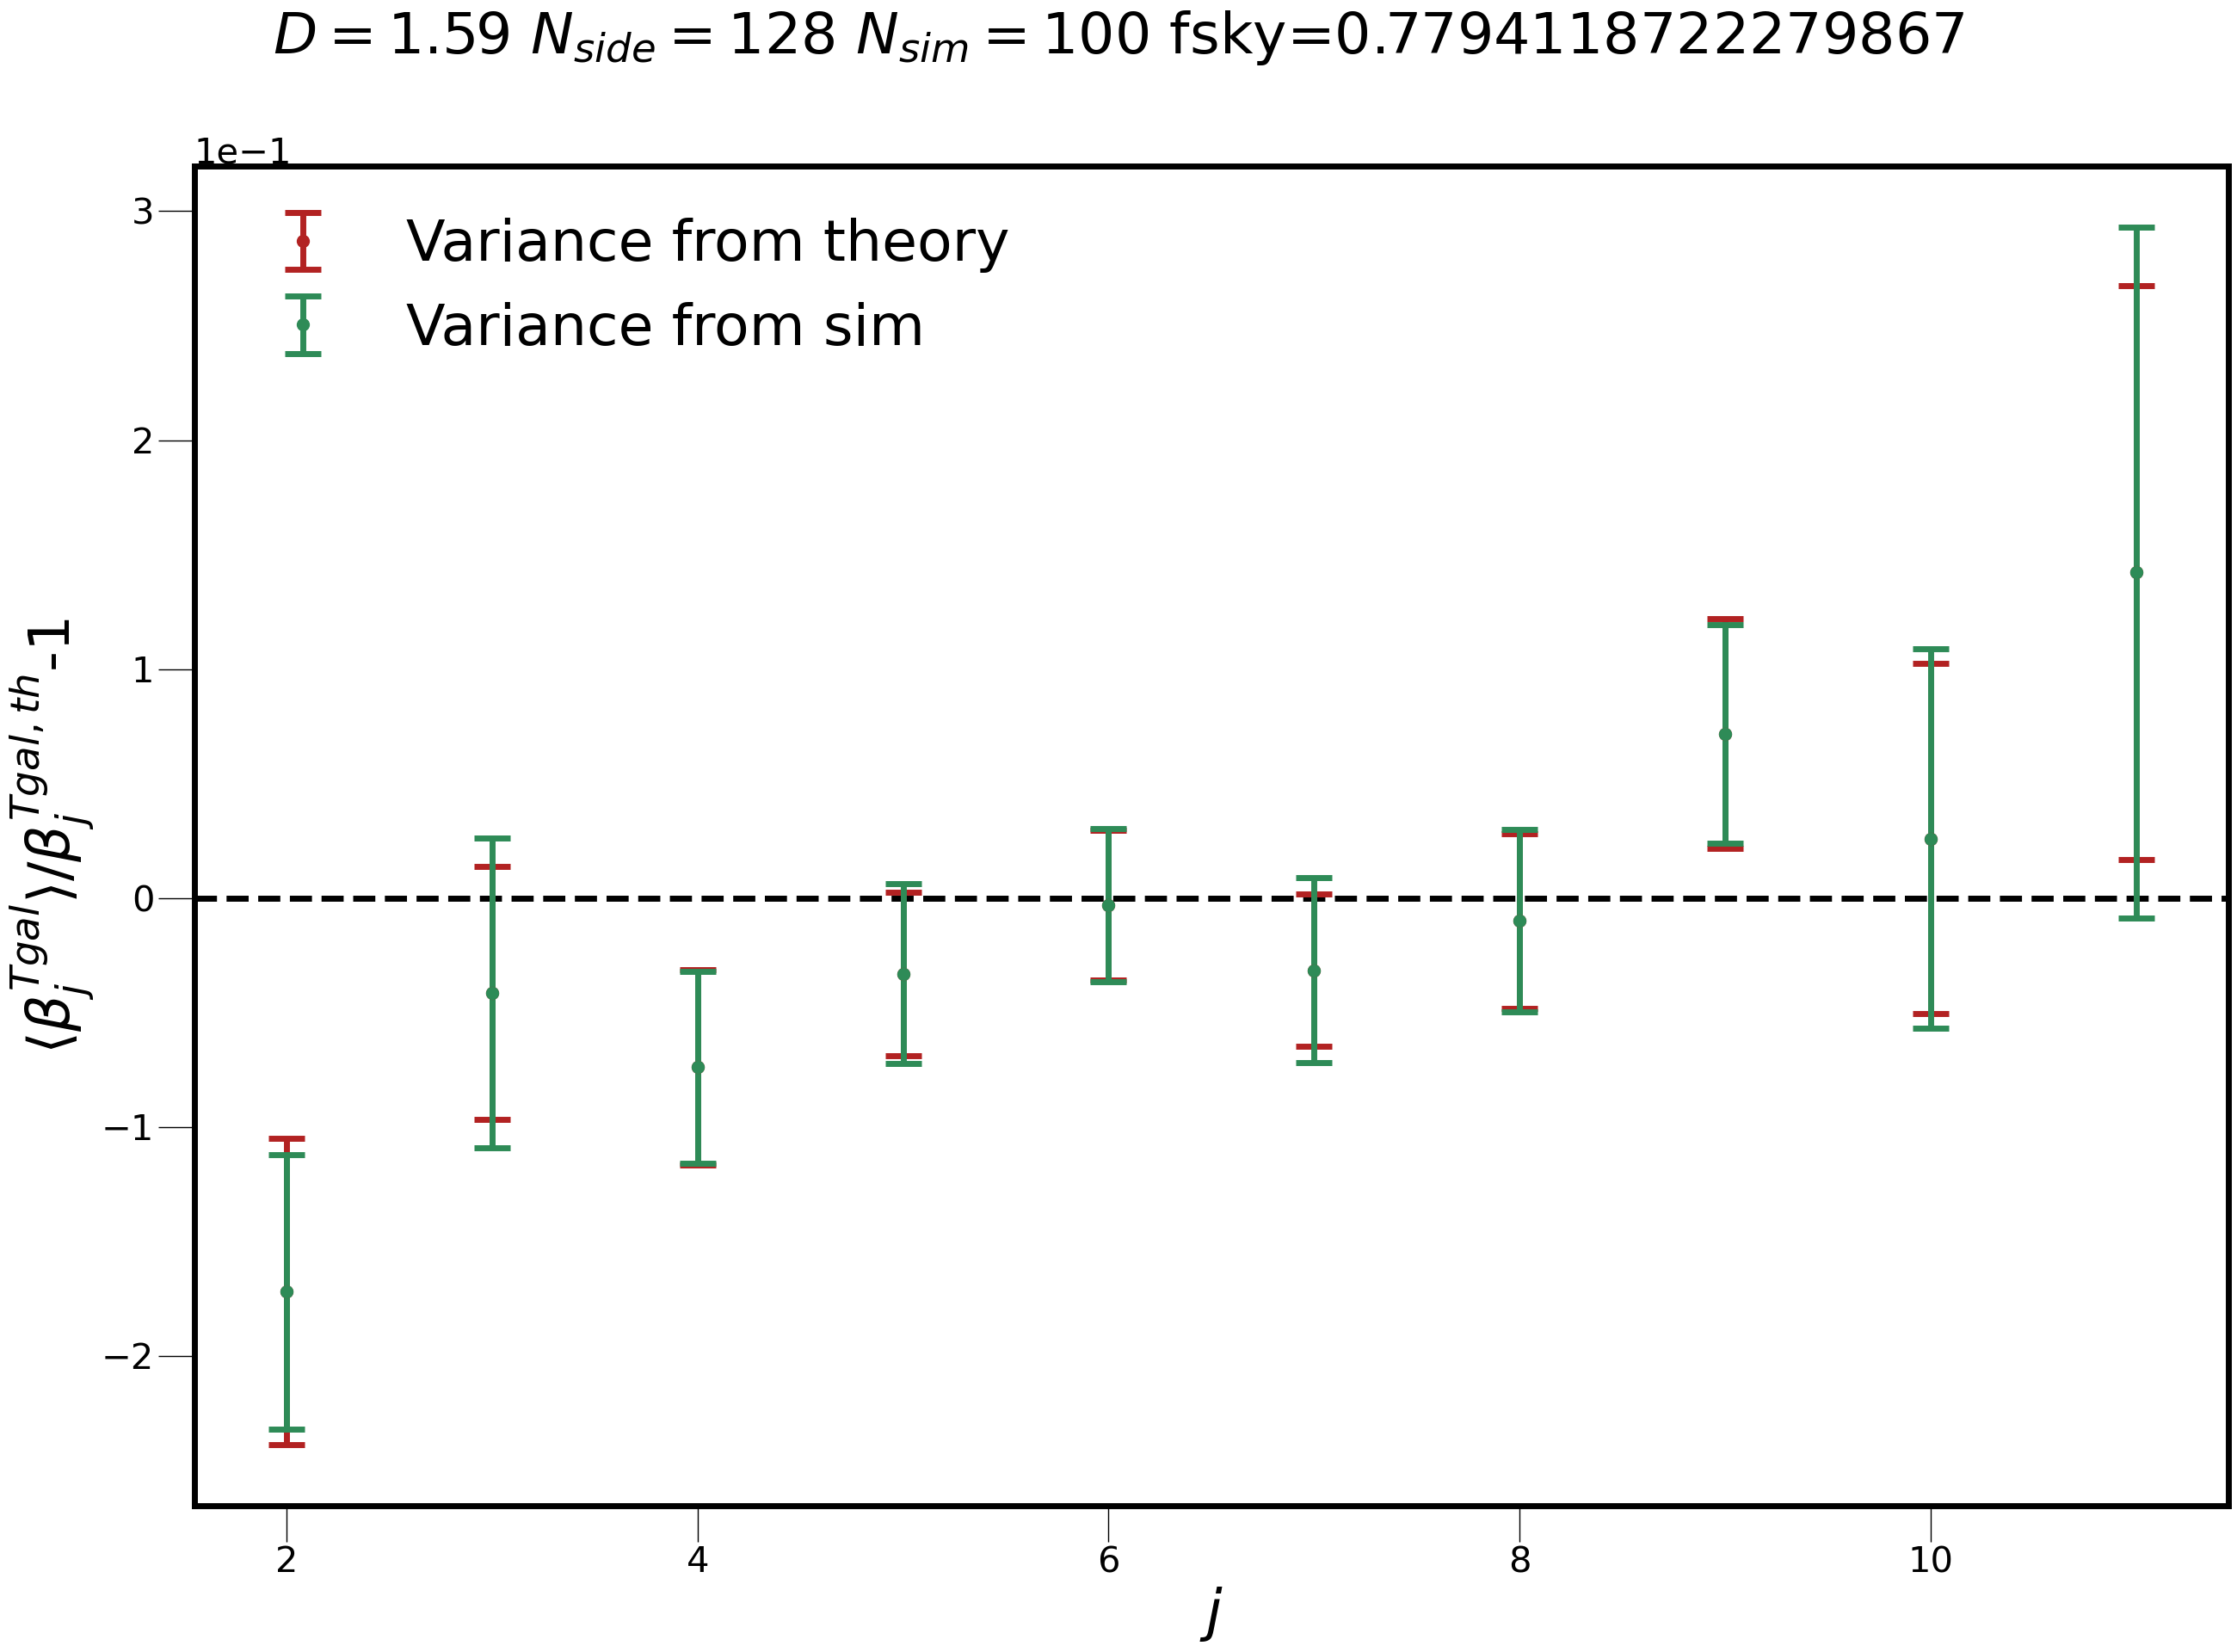 D = 1.59 N_side = 128 N_sim = 100 fsky=0.7794118722279867
1e−1
3
2
1
0
−1
−2
⟨β_j^{Tgal}⟩/β_j^{Tgal,th}-1
Variance from theory
Variance from sim
2 4 6 8 10
j